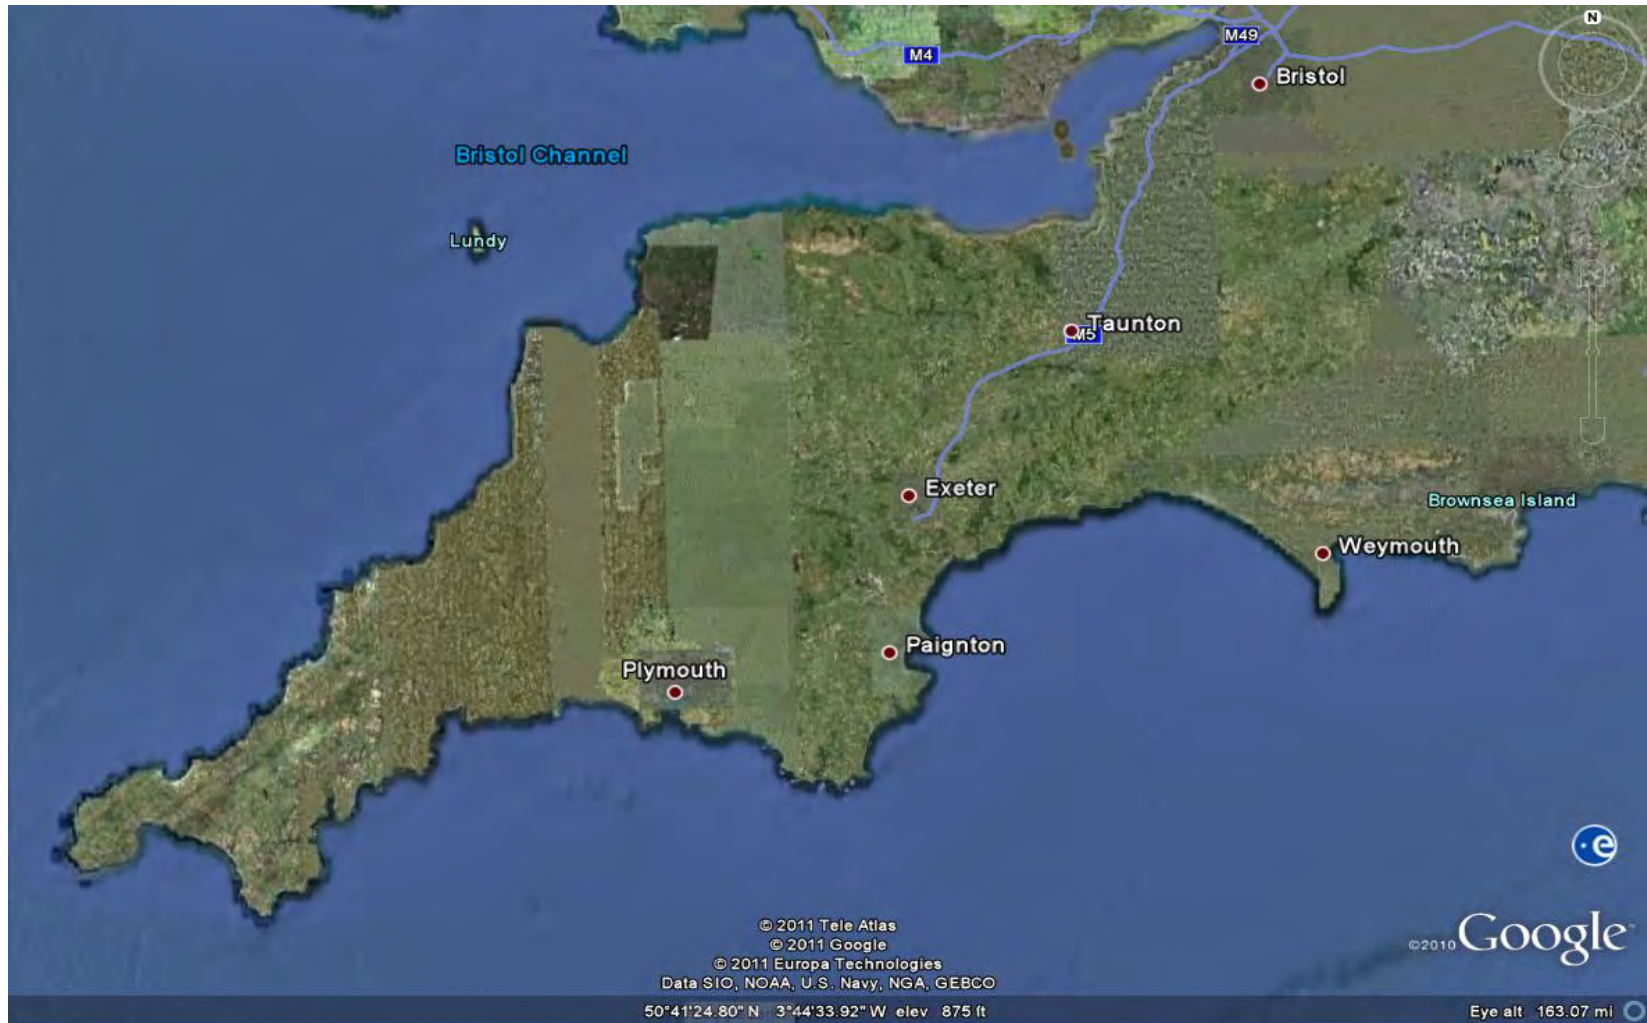 N
M49
M4
Bristol
Bristol Channel
Lundy
Taunton
M5
Exeter
Brownsea Island
Weymouth
Paignton
Plymouth
© 2011 Tele Atlas
© 2011 Google
© 2011 Europa Technologies
Data SIO, NOAA, U.S. Navy, NGA, GEBCO
e
©2010 Google™
50°41'24.80" N 3°44'33.92" W elev 875 ft
Eye alt 163.07 mi